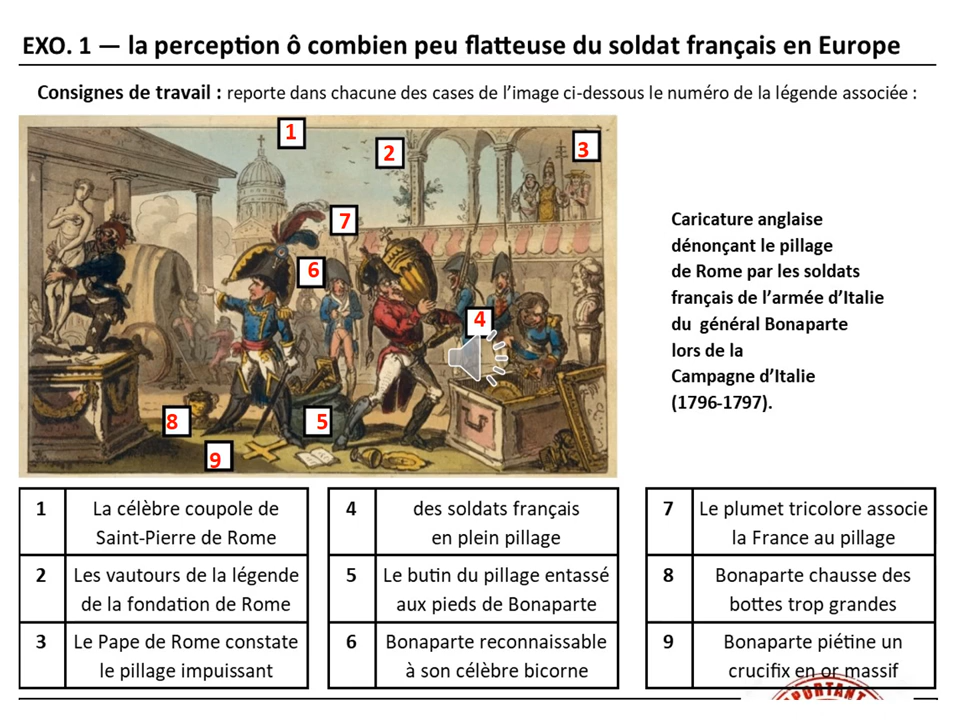 EXO. 1 — la perception ô combien peu flatteuse du soldat français en Europe
Consignes de travail : reporte dans chacune des cases de l’image ci-dessous le numéro de la légende associée :
1
2
3
7
6
4
5
8
9
Caricature anglaise
dénonçant le pillage
de Rome par les soldats
français de l’armée d’Italie
du général Bonaparte
lors de la
Campagne d’Italie
(1796-1797).
1 La célèbre coupole de
Saint-Pierre de Rome
2 Les vautours de la légende
de la fondation de Rome
3 Le Pape de Rome constate
le pillage impuissant
4 des soldats français
en plein pillage
5 Le butin du pillage entassé
aux pieds de Bonaparte
6 Bonaparte reconnaissable
à son célèbre bicorne
7 Le plumet tricolore associe
la France au pillage
8 Bonaparte chausse des
bottes trop grandes
9 Bonaparte piétine un
crucifix en or massif